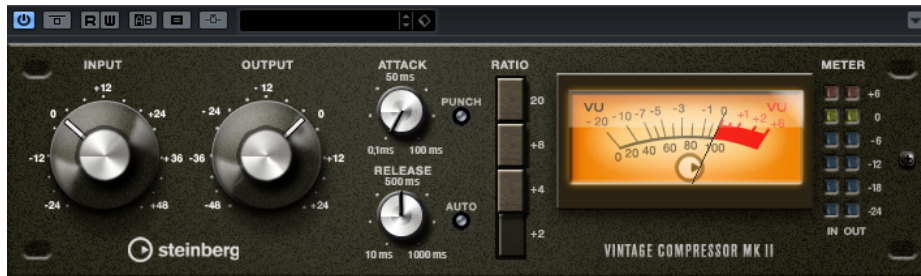 R W A B
INPUT
+12
0
+24
-12
+36
-24
+48
OUTPUT
-12
-24
0
-36
+12
-48
+24
ATTACK
50 ms
PUNCH
0,1ms 100 ms
RELEASE
500 ms
AUTO
10 ms 1000 ms
RATIO
20
+8
+4
+2
VU VU
- 20 -10 -7 -5 -3 -1 0 +1 +2 +6
0 20 40 60 80 100
METER
+6
0
-6
-12
-18
-24
IN OUT
steinberg
VINTAGE COMPRESSOR MK II